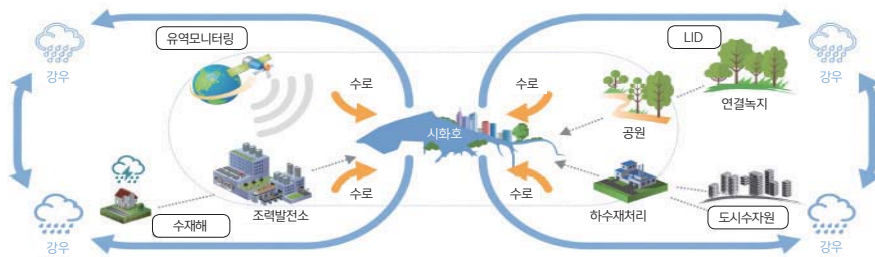 유역모니터링
LID
강우
수로
수로
연결녹지
강우
시화호
공원
수로
수로
수재해
조력발전소
하수재처리
도시수자원
강우
강우